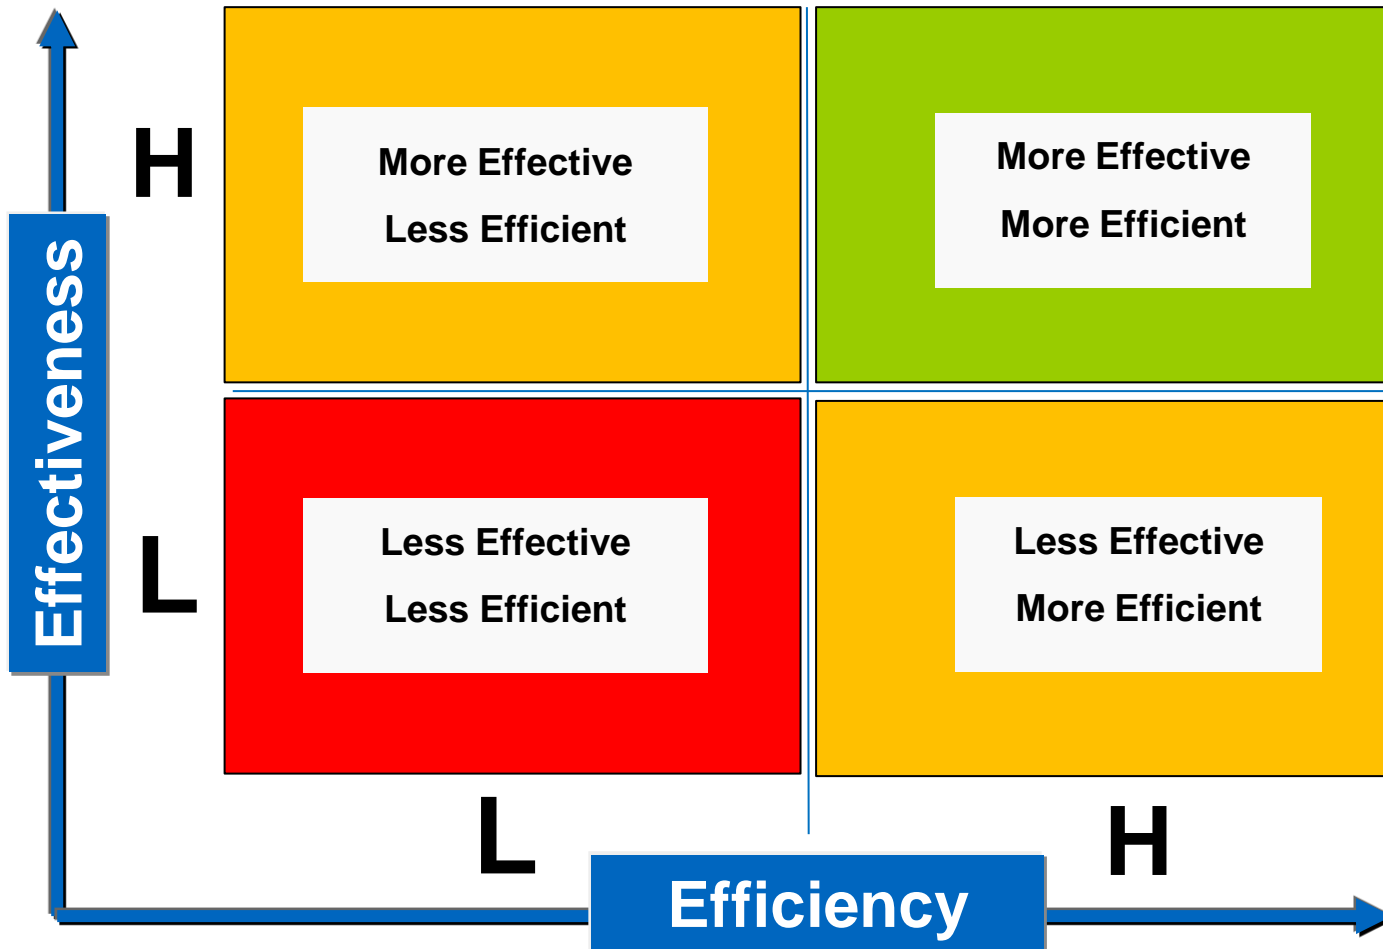 H
More Effective
Less Efficient
More Effective
More Efficient
Effectiveness
L
Less Effective
Less Efficient
Less Effective
More Efficient
L
H
Efficiency